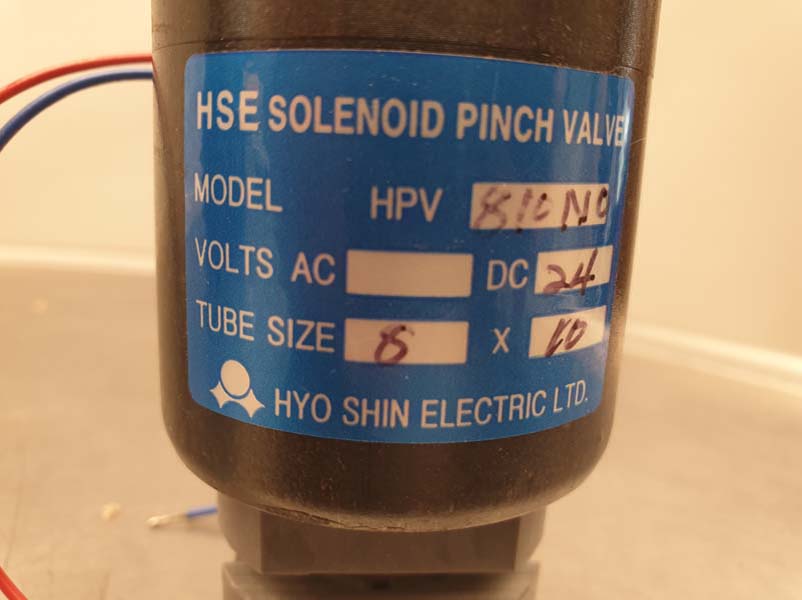 HSE SOLENOID PINCH VALVE
MODEL HPV 810 NO
VOLTS AC DC 24
TUBE SIZE 8 X 10
HYO SHIN ELECTRIC LTD.